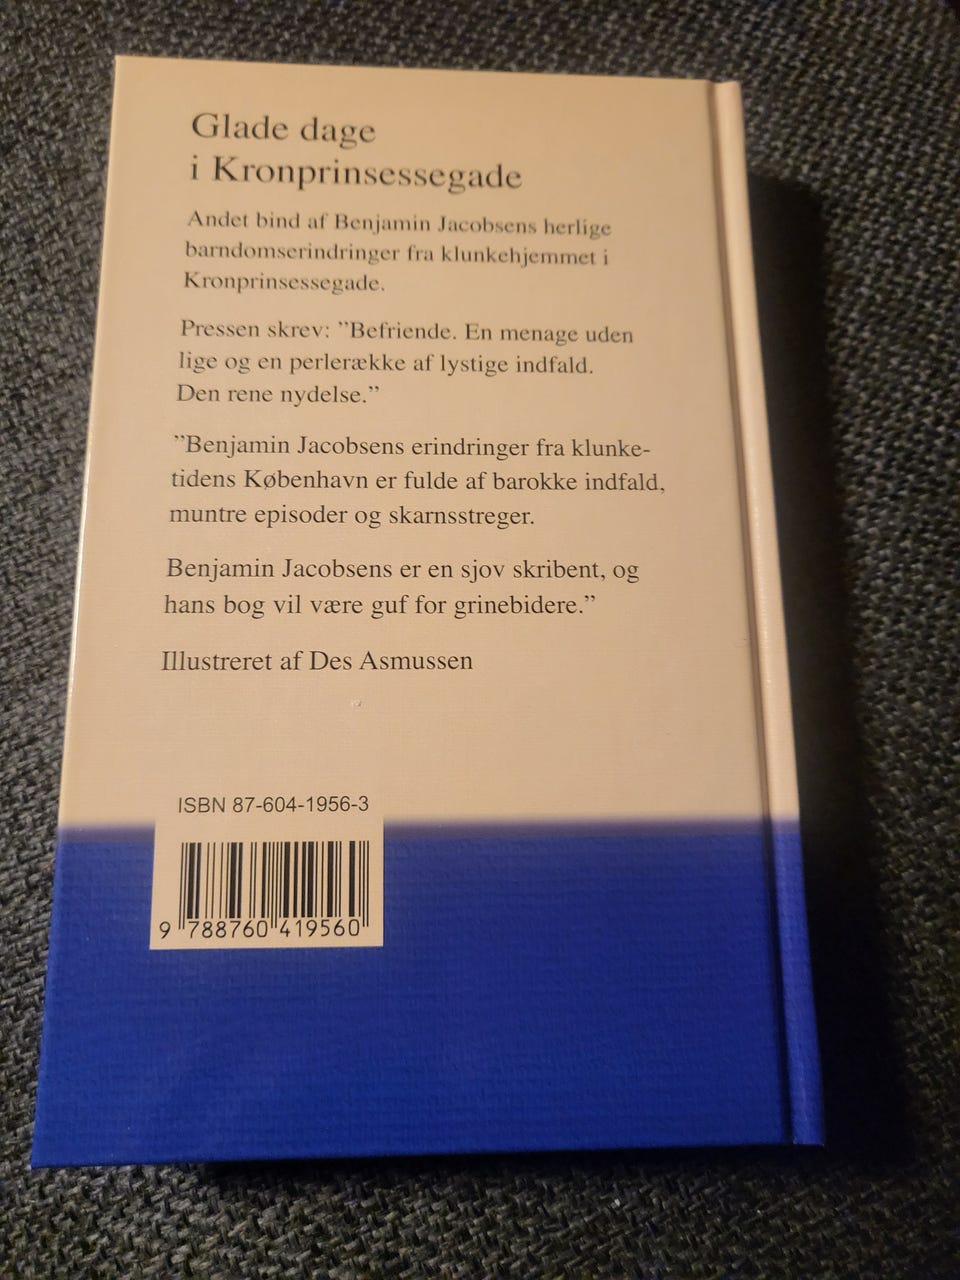 Glade dage
i Kronprinsessegade
Andet bind af Benjamin Jacobsens herlige
barndomserindringer fra klunkehjemmet i
Kronprinsessegade.
Pressen skrev: ”Befriende. En menage uden
lige og en perlerække af lystige indfald.
Den rene nydelse.”
”Benjamin Jacobsens erindringer fra klunke-
tidens København er fulde af barokke indfald,
muntre episoder og skarnsstreger.
Benjamin Jacobsens er en sjov skribent, og
hans bog vil være guf for grinebidere.”
Illustreret af Des Asmussen
ISBN 87-604-1956-3
9 788760 419560